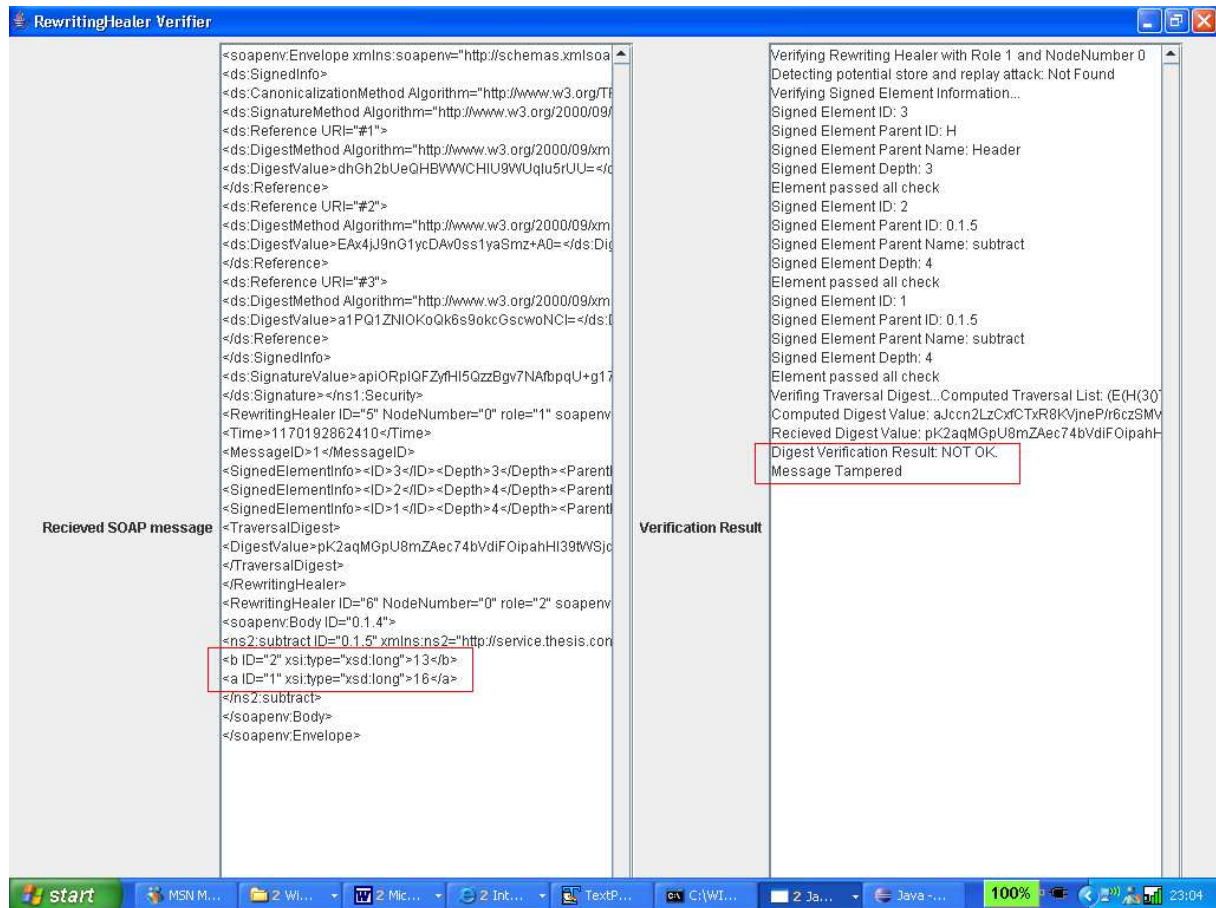 RewritingHealer Verifier
Recieved SOAP message
<soapenv:Envelope xmlns:soapenv="http://schemas.xmlsoa
<ds:SignedInfo>
<ds:CanonicalizationMethod Algorithm="http://www.w3.org/TR
<ds:SignatureMethod Algorithm="http://www.w3.org/2000/09/
<ds:Reference URI="#1">
<ds:DigestMethod Algorithm="http://www.w3.org/2000/09/xm
<ds:DigestValue>dhGh2bUeQHBVWVCHIU9WUqlu5rUU=</d
</ds:Reference>
<ds:Reference URI="#2">
<ds:DigestMethod Algorithm="http://www.w3.org/2000/09/xm
<ds:DigestValue>EAx4jJ9nG1ycDAv0ss1yaSmz+A0=</ds:Dig
</ds:Reference>
<ds:Reference URI="#3">
<ds:DigestMethod Algorithm="http://www.w3.org/2000/09/xm
<ds:DigestValue>a1PQ1ZNIOKoQk6s9okcGscwoNCI=</ds:D
</ds:Reference>
</ds:SignedInfo>
<ds:SignatureValue>apiORpIQFZyfHI5QzzBgv7NAfbpqU+g17
</ds:Signature></ns1:Security>
<RewritingHealer ID="5" NodeNumber="0" role="1" soapenv
<Time>1170192862410</Time>
<MessageID>1</MessageID>
<SignedElementInfo><ID>3</ID><Depth>3</Depth><Parentl
<SignedElementInfo><ID>2</ID><Depth>4</Depth><Parentl
<SignedElementInfo><ID>1</ID><Depth>4</Depth><Parentl
<TraversalDigest>
<DigestValue>pK2aqMGpU8mZAec74bVdiFOipahHI39tWSjc
</TraversalDigest>
</RewritingHealer>
<RewritingHealer ID="6" NodeNumber="0" role="2" soapenv
<soapenv:Body ID="0.1.4">
<ns2:subtract ID="0.1.5" xmlns:ns2="http://service.thesis.con
<b ID="2" xsi:type="xsd:long">13</b>
<a ID="1" xsi:type="xsd:long">16</a>
</ns2:subtract>
</soapenv:Body>
</soapenv:Envelope>
Verification Result
Verifying Rewriting Healer with Role 1 and NodeNumber 0
Detecting potential store and replay attack: Not Found
Verifying Signed Element Information...
Signed Element ID: 3
Signed Element Parent ID: H
Signed Element Parent Name: Header
Signed Element Depth: 3
Element passed all check
Signed Element ID: 2
Signed Element Parent ID: 0.1.5
Signed Element Parent Name: subtract
Signed Element Depth: 4
Element passed all check
Signed Element ID: 1
Signed Element Parent ID: 0.1.5
Signed Element Parent Name: subtract
Signed Element Depth: 4
Element passed all check
Verifing Traversal Digest...Computed Traversal List: (E(H(3()
Computed Digest Value: aJccn2LzCxfCTxR8KVjneP/r6czSMV
Recieved Digest Value: pK2aqMGpU8mZAec74bVdiFOipahH
Digest Verification Result: NOT OK.
Message Tampered
start
MSN M...
2 Wi...
2 Mic...
2 Int...
TextP...
C:\WI...
2 Ja...
Java -...
100%
23:04